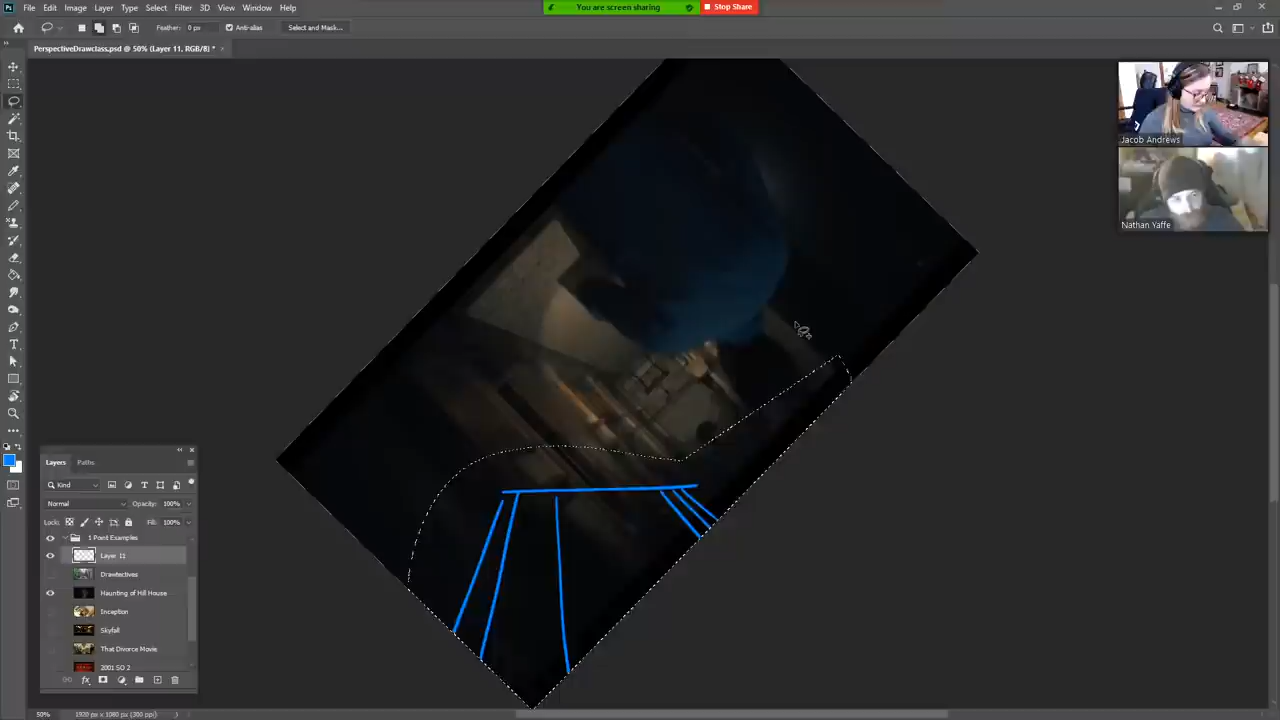 File Edit Image Layer Type Select Filter 3D View Window Help
You are screen sharing
Stop Share
Feather: 0 px
Anti-alias
Select and Mask...
PerspectiveDrawclass.psd @ 50% (Layer 11, RGB/8) *
Jacob Andrews
Nathan Yaffe
Layers Paths
Kind
Normal Opacity: 100%
Lock: Fill: 100%
1 Point Examples
Layer 11
Drawtectives
Haunting of Hill House
Inception
Skyfall
That Divorce Movie
2001 SO 2
50% 1920 px x 1080 px (300 ppi)